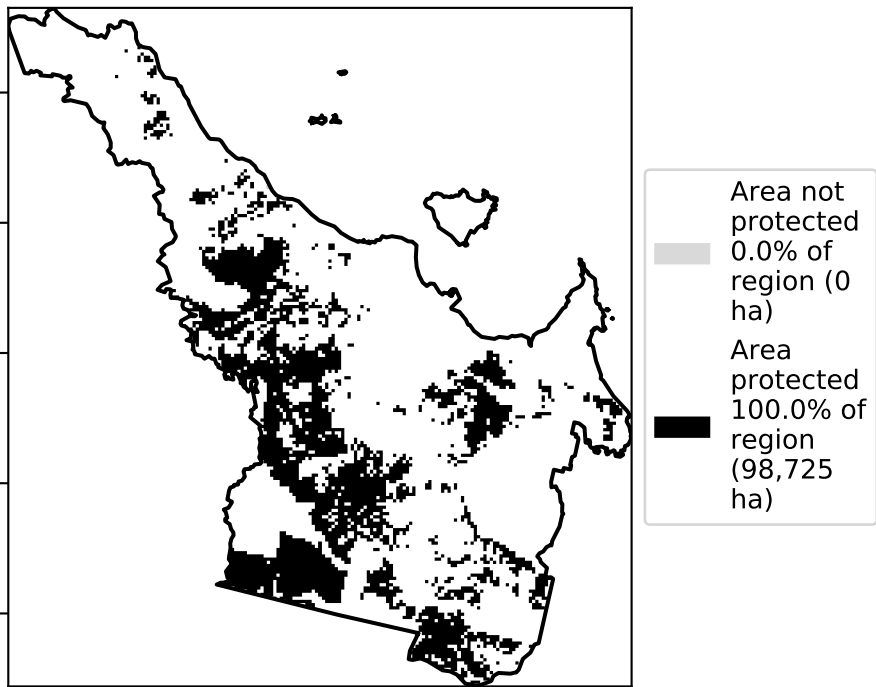 Area not
protected
0.0% of
region (0
ha)
Area
protected
100.0% of
region
(98,725
ha)